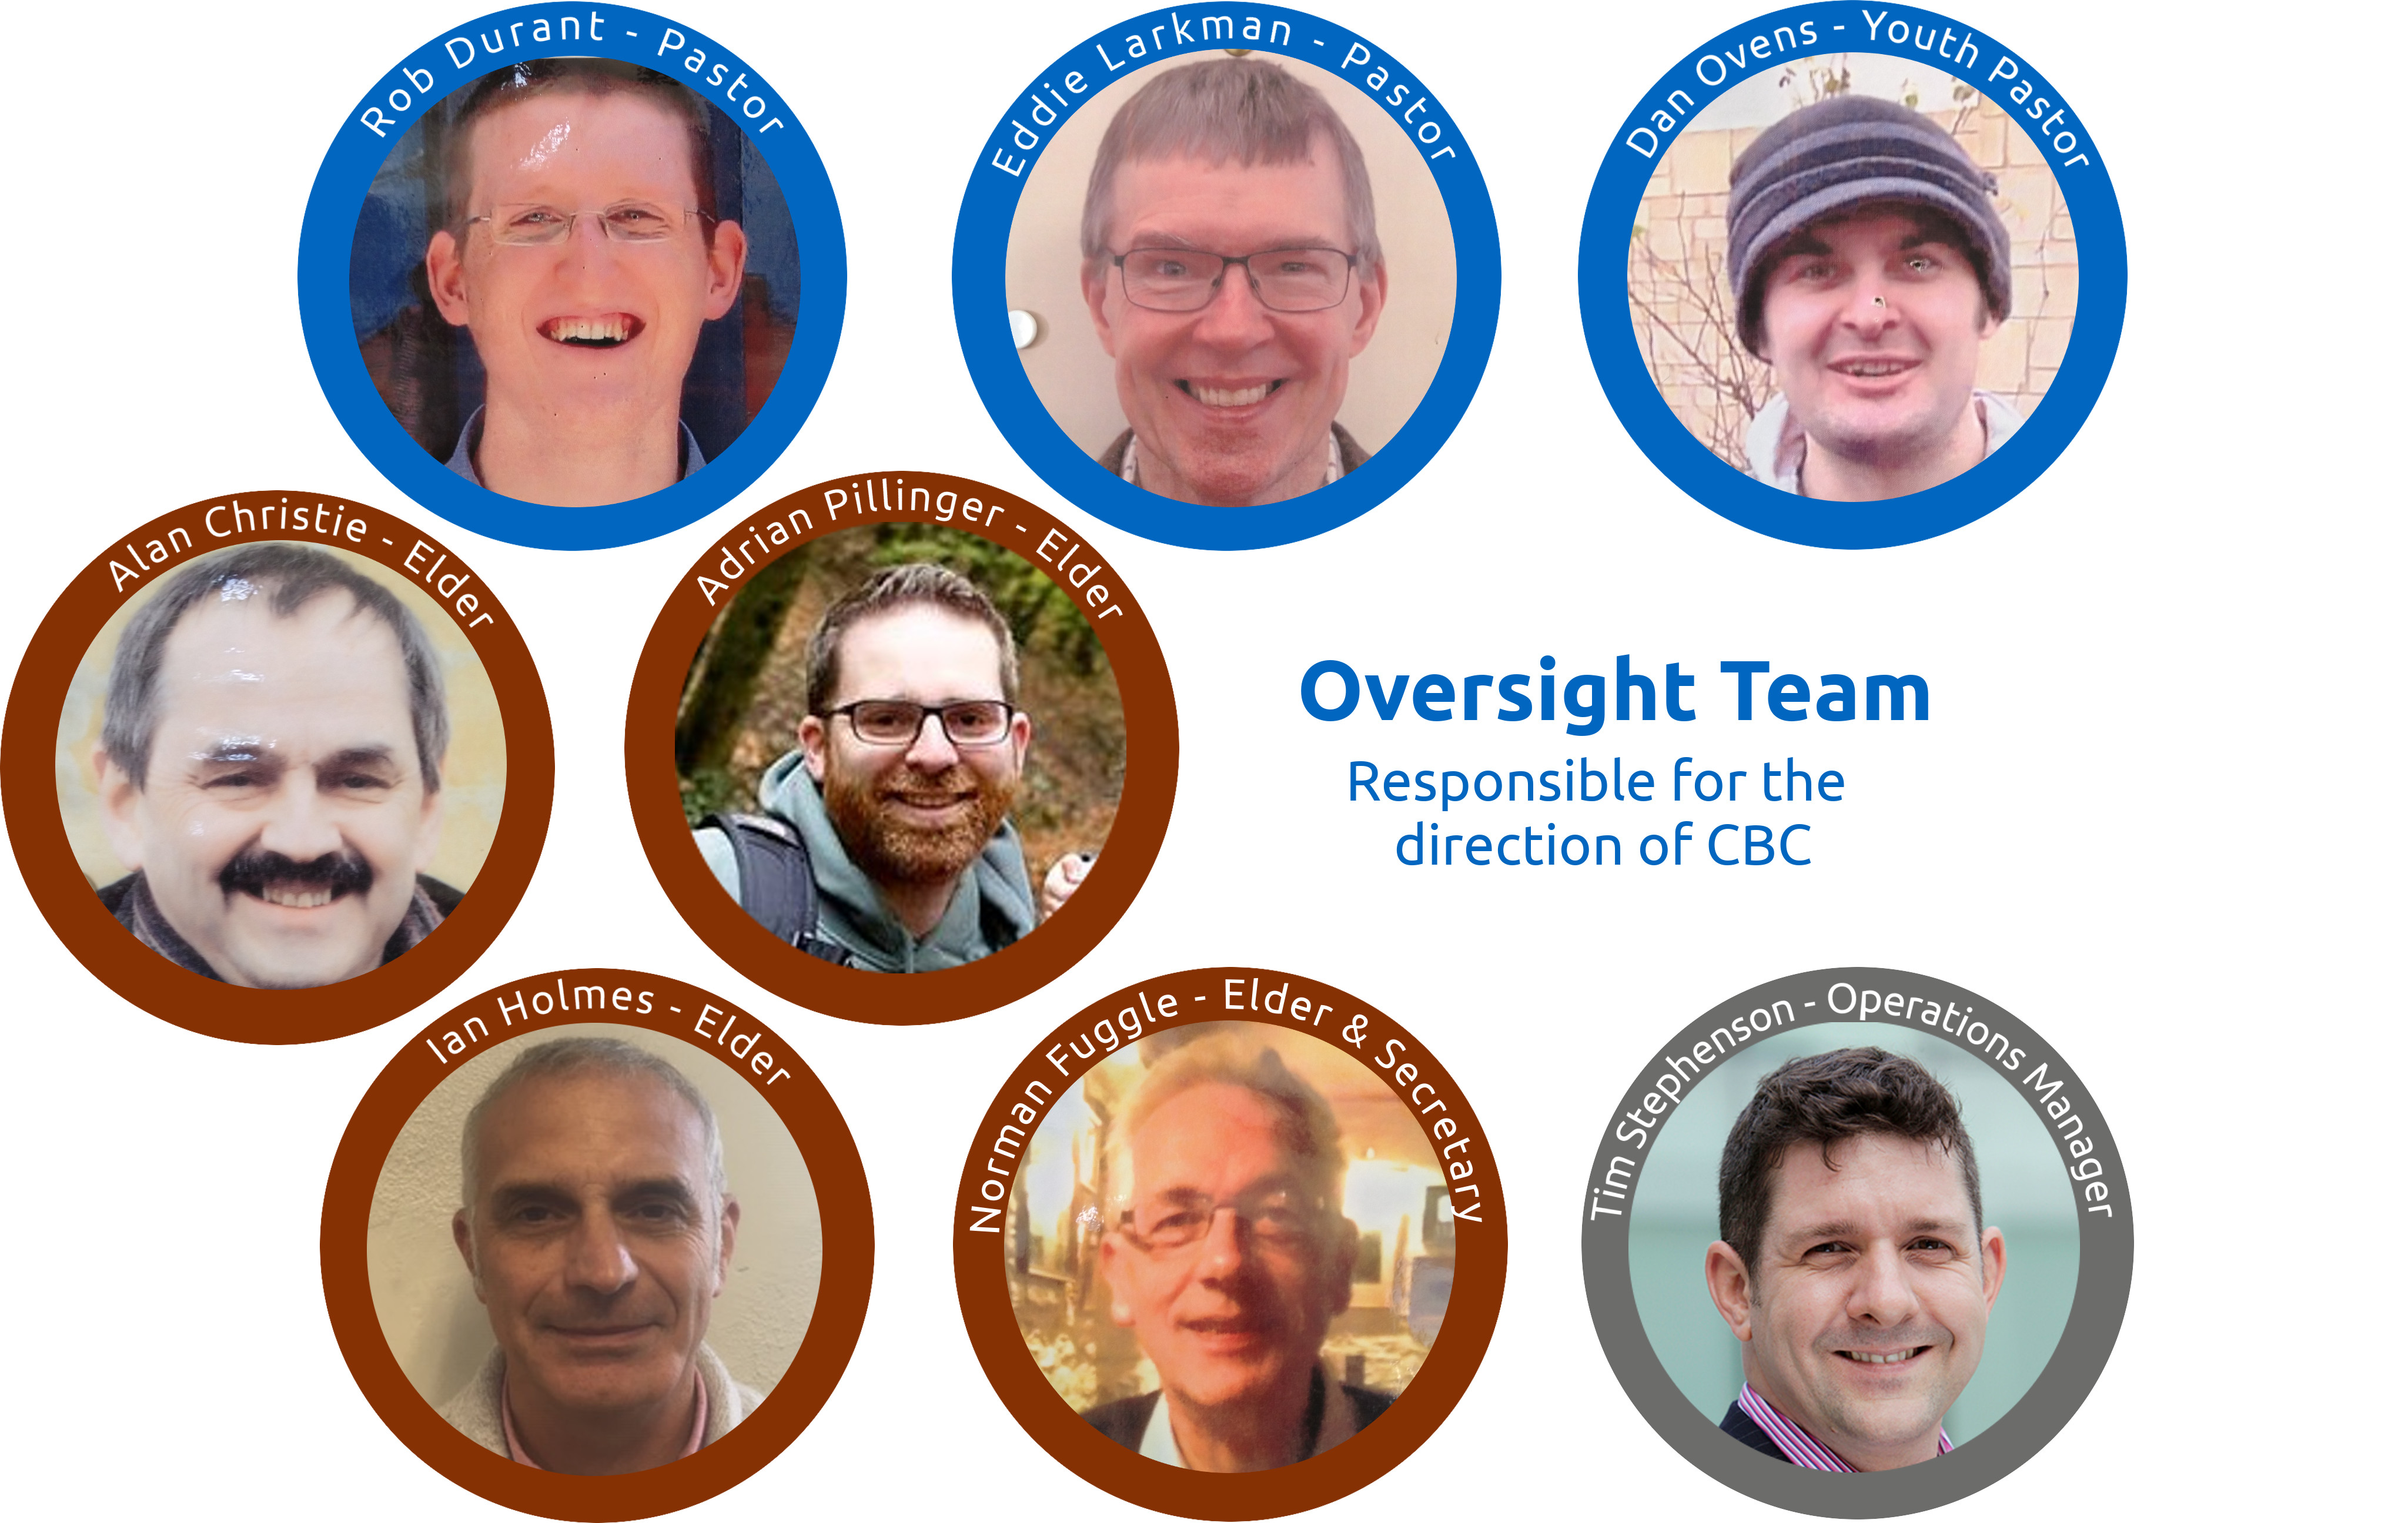 Rob Durant - Pastor
Eddie Larkman - Pastor
Dan Ovens - Youth Pastor
Alan Christie - Elder
Adrian Pillinger - Elder
Oversight Team
Responsible for the
direction of CBC
Ian Holmes - Elder
Norman Fuggle - Elder & Secretary
Tim Stephenson - Operations Manager